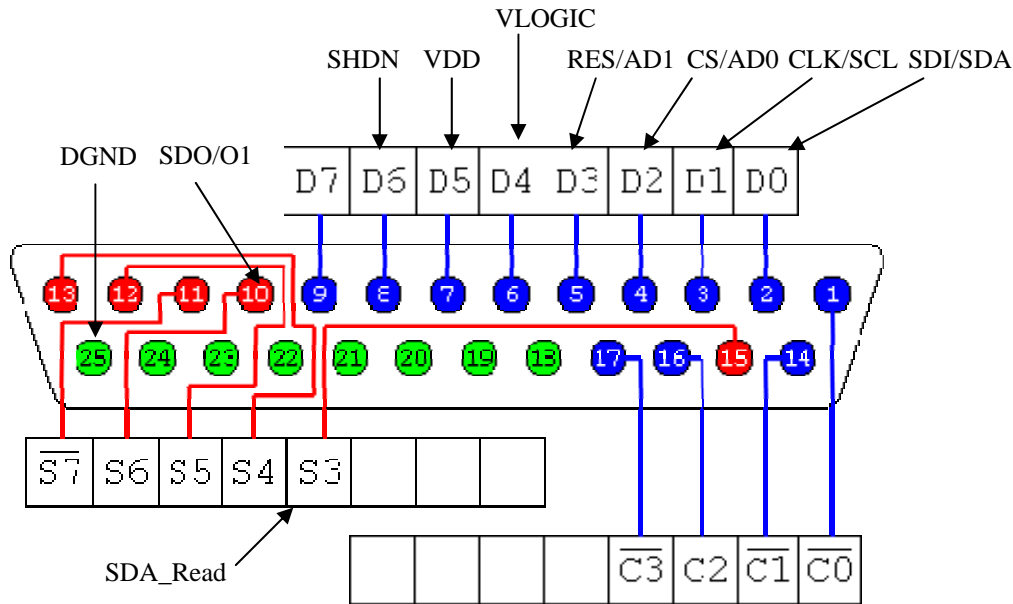 VLOGIC
SHDN VDD RES/AD1 CS/AD0 CLK/SCL SDI/SDA
DGND SDO/O1
D7 D6 D5 D4 D3 D2 D1 D0
13 12 11 10 9 8 7 6 5 4 3 2 1
25 24 23 22 21 20 19 18 17 16 15 14
S7 S6 S5 S4 S3
SDA_Read
C3 C2 C1 C0